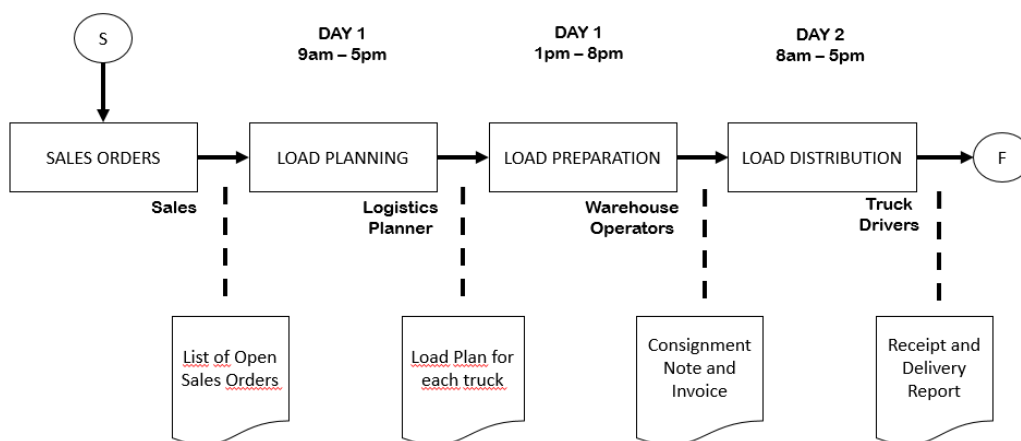 S
DAY 1
9am – 5pm
DAY 1
1pm – 8pm
DAY 2
8am – 5pm
SALES ORDERS
LOAD PLANNING
LOAD PREPARATION
LOAD DISTRIBUTION
F
Sales
Logistics
Planner
Warehouse
Operators
Truck
Drivers
List of Open
Sales Orders
Load Plan for
each truck
Consignment
Note and
Invoice
Receipt and
Delivery
Report